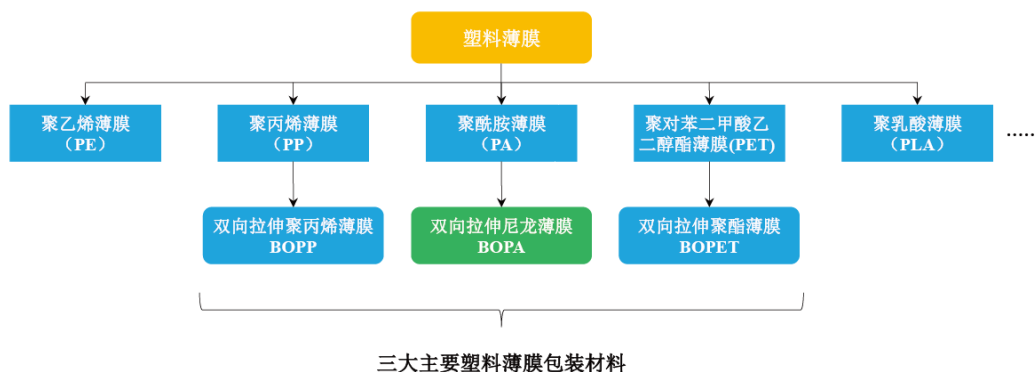 塑料薄膜
聚乙烯薄膜
（PE）
聚丙烯薄膜
（PP）
聚酰胺薄膜
（PA）
聚对苯二甲酸乙
二醇酯薄膜(PET)
聚乳酸薄膜
（PLA）
......
双向拉伸聚丙烯薄膜
BOPP
双向拉伸尼龙薄膜
BOPA
双向拉伸聚酯薄膜
BOPET
三大主要塑料薄膜包装材料